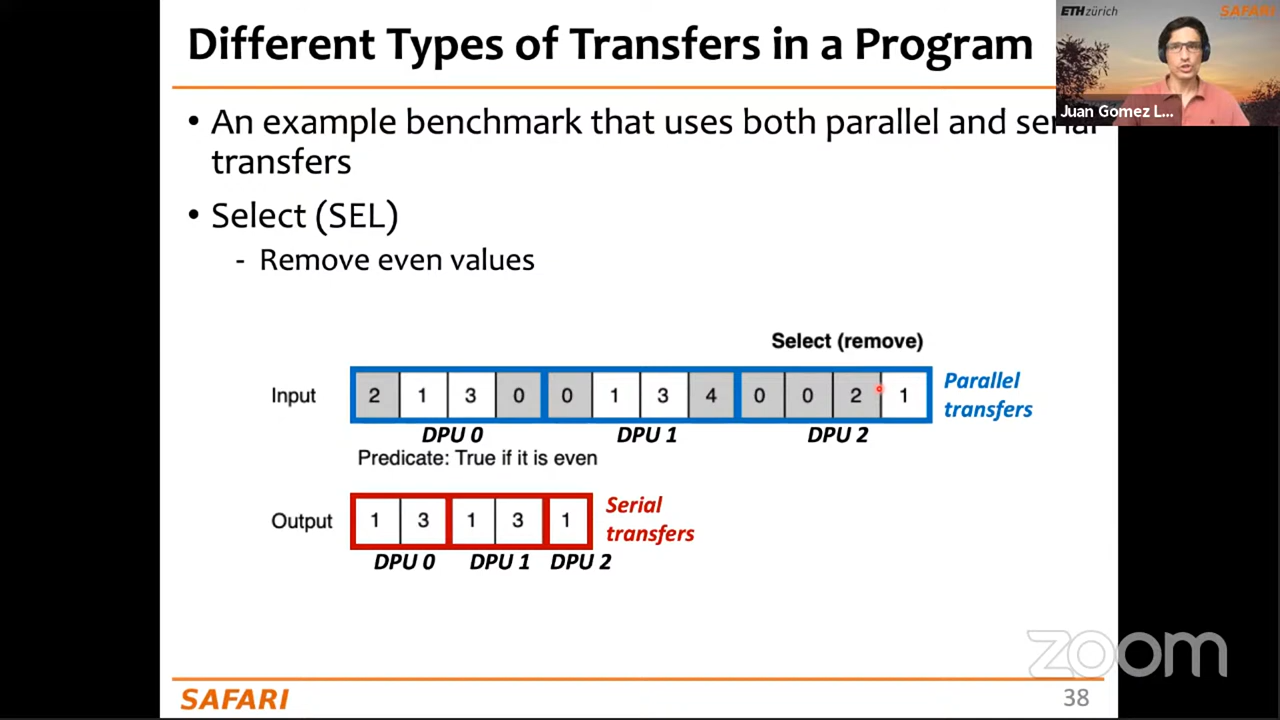 Different Types of Transfers in a Program
ETHzürich
SAFARI
Juan Gomez L...
• An example benchmark that uses both parallel and serial
transfers
• Select (SEL)
- Remove even values
Select (remove)
Input 2 1 3 0 0 1 3 4 0 0 2 1
Parallel
transfers
DPU 0 DPU 1 DPU 2
Predicate: True if it is even
Output 1 3 1 3 1
Serial
transfers
DPU 0 DPU 1 DPU 2
zoom
SAFARI
38